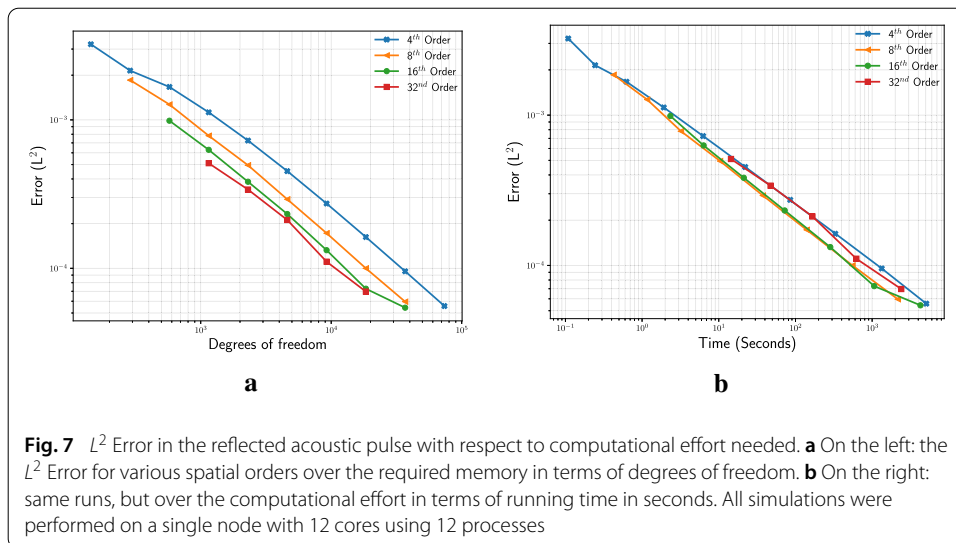 4th Order
8th Order
16th Order
32nd Order
10−3
10−4
Error (L2)
103
104
105
Degrees of freedom
a
4th Order
8th Order
16th Order
32nd Order
10−3
10−4
Error (L2)
10−1
100
101
102
103
Time (Seconds)
b
Fig. 7 L2 Error in the reflected acoustic pulse with respect to computational effort needed. a On the left: the
L2 Error for various spatial orders over the required memory in terms of degrees of freedom. b On the right:
same runs, but over the computational effort in terms of running time in seconds. All simulations were
performed on a single node with 12 cores using 12 processes